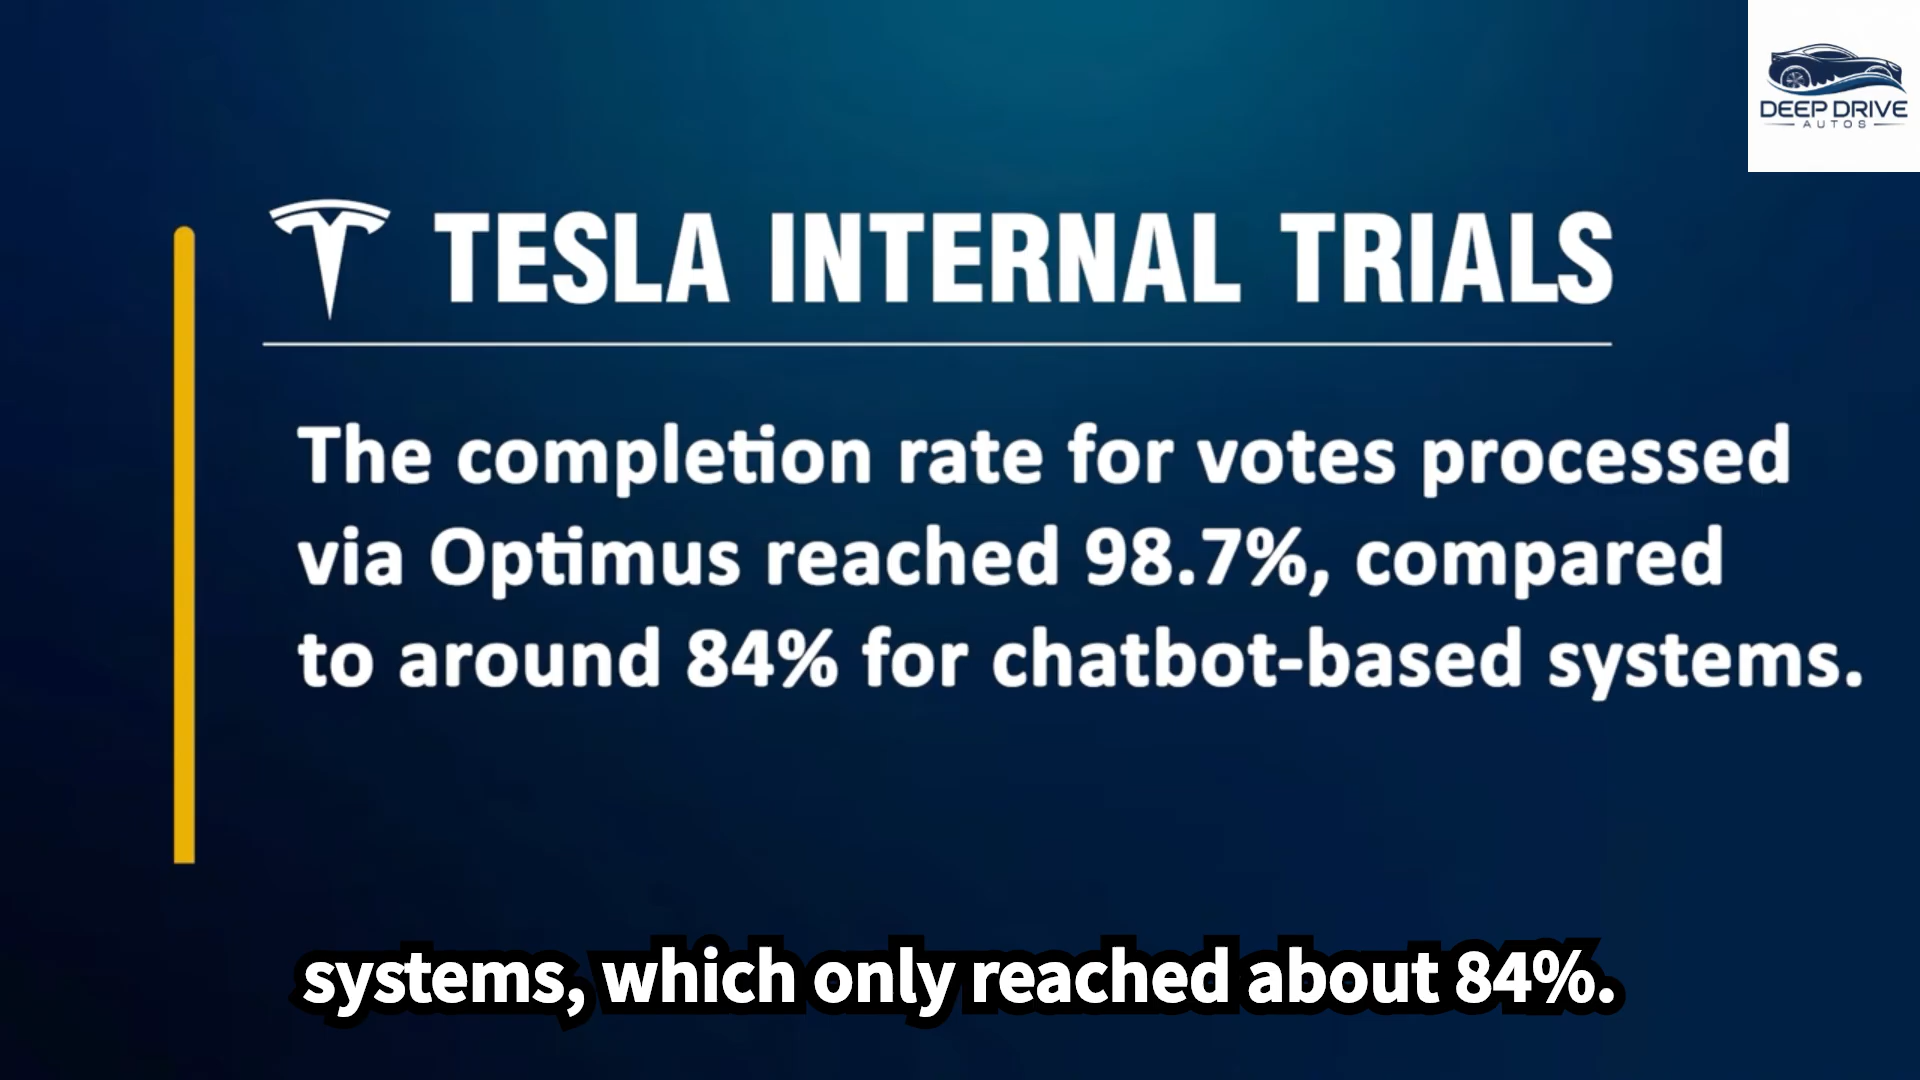 DEEP DRIVE
AUTOS
TESLA INTERNAL TRIALS
The completion rate for votes processed
via Optimus reached 98.7%, compared
to around 84% for chatbot-based systems.
systems, which only reached about 84%.